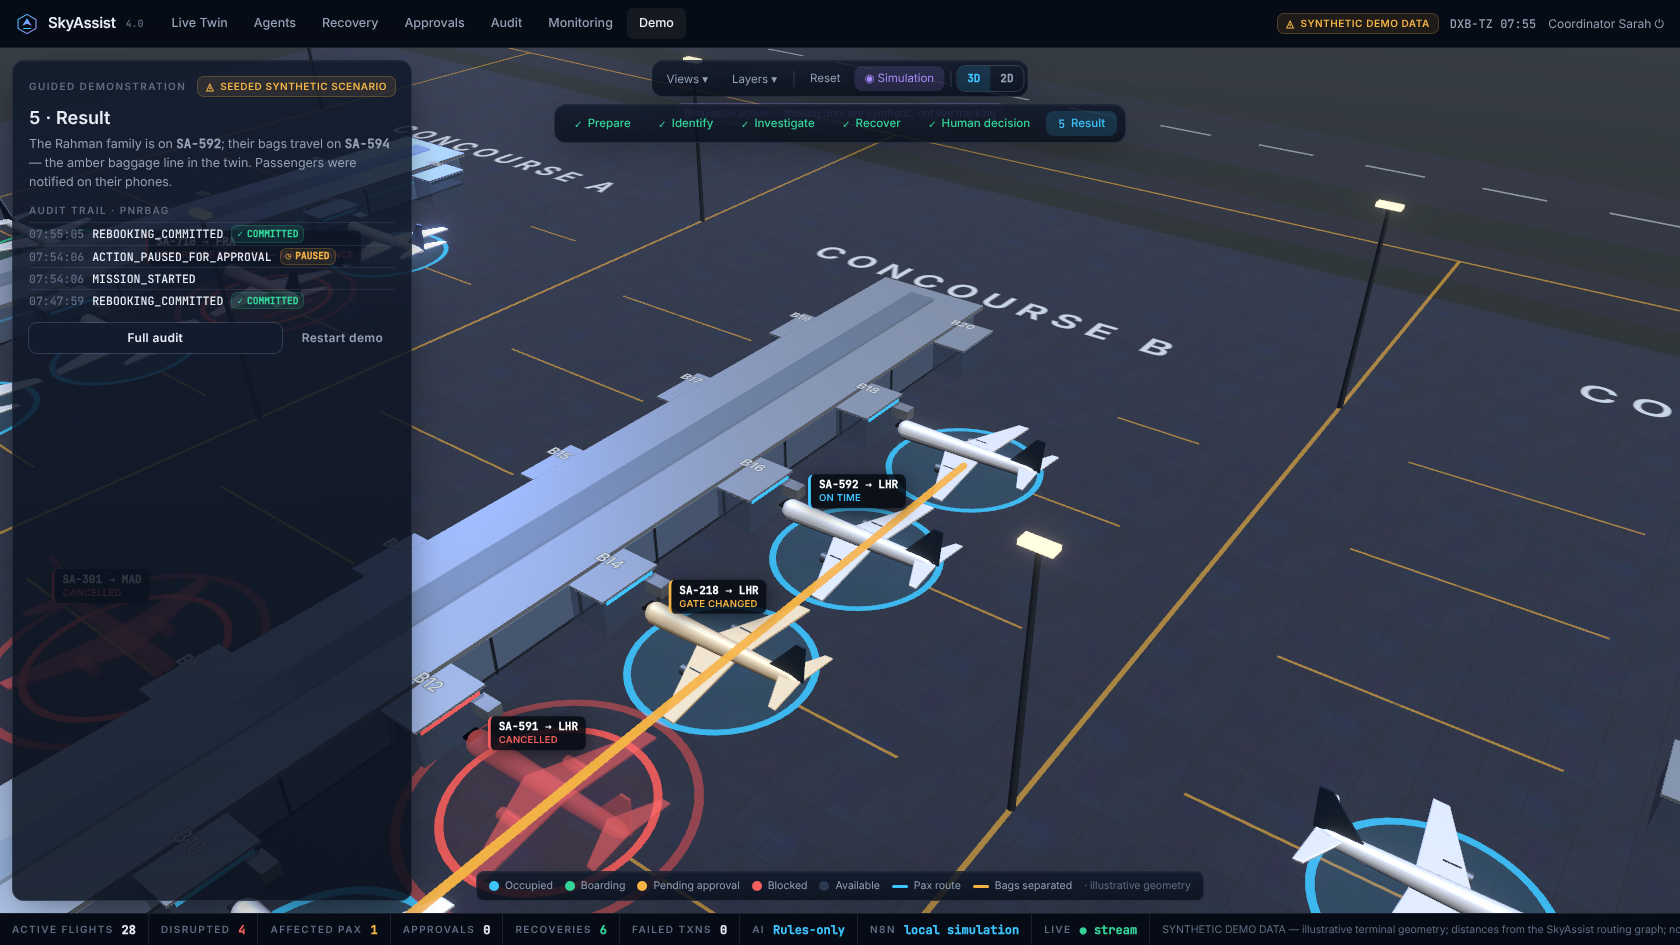 SkyAssist 4.0 Live Twin Agents Recovery Approvals Audit Monitoring Demo SYNTHETIC DEMO DATA DXB-TZ 07:55 Coordinator Sarah
GUIDED DEMONSTRATION SEEDED SYNTHETIC SCENARIO
5 · Result
The Rahman family is on SA-592; their bags travel on SA-594
— the amber baggage line in the twin. Passengers were
notified on their phones.
AUDIT TRAIL · PNRBAG
07:55:05 REBOOKING_COMMITTED ✓ COMMITTED
07:54:06 ACTION_PAUSED_FOR_APPROVAL PAUSED
07:54:06 MISSION_STARTED
07:47:59 REBOOKING_COMMITTED ✓ COMMITTED
Full audit Restart demo
Views ▾ Layers ▾ Reset Simulation 3D 2D
✓ Prepare ✓ Identify ✓ Investigate ✓ Recover ✓ Human decision 5 Result
CONCOURSE A
CONCOURSE B
CO
B19
B20
B17
B18
B15
B16
B14
B12
B10
SA-592 → LHR
ON TIME
SA-218 → LHR
GATE CHANGED
SA-591 → LHR
CANCELLED
SA-301 → MAD
CANCELLED
SA-710 → FRA
Occupied Boarding Pending approval Blocked Available Pax route Bags separated · illustrative geometry
ACTIVE FLIGHTS 28 DISRUPTED 4 AFFECTED PAX 1 APPROVALS 0 RECOVERIES 6 FAILED TXNS 0 AI Rules-only N8N local simulation LIVE ● stream SYNTHETIC DEMO DATA — illustrative terminal geometry; distances from the SkyAssist routing graph;